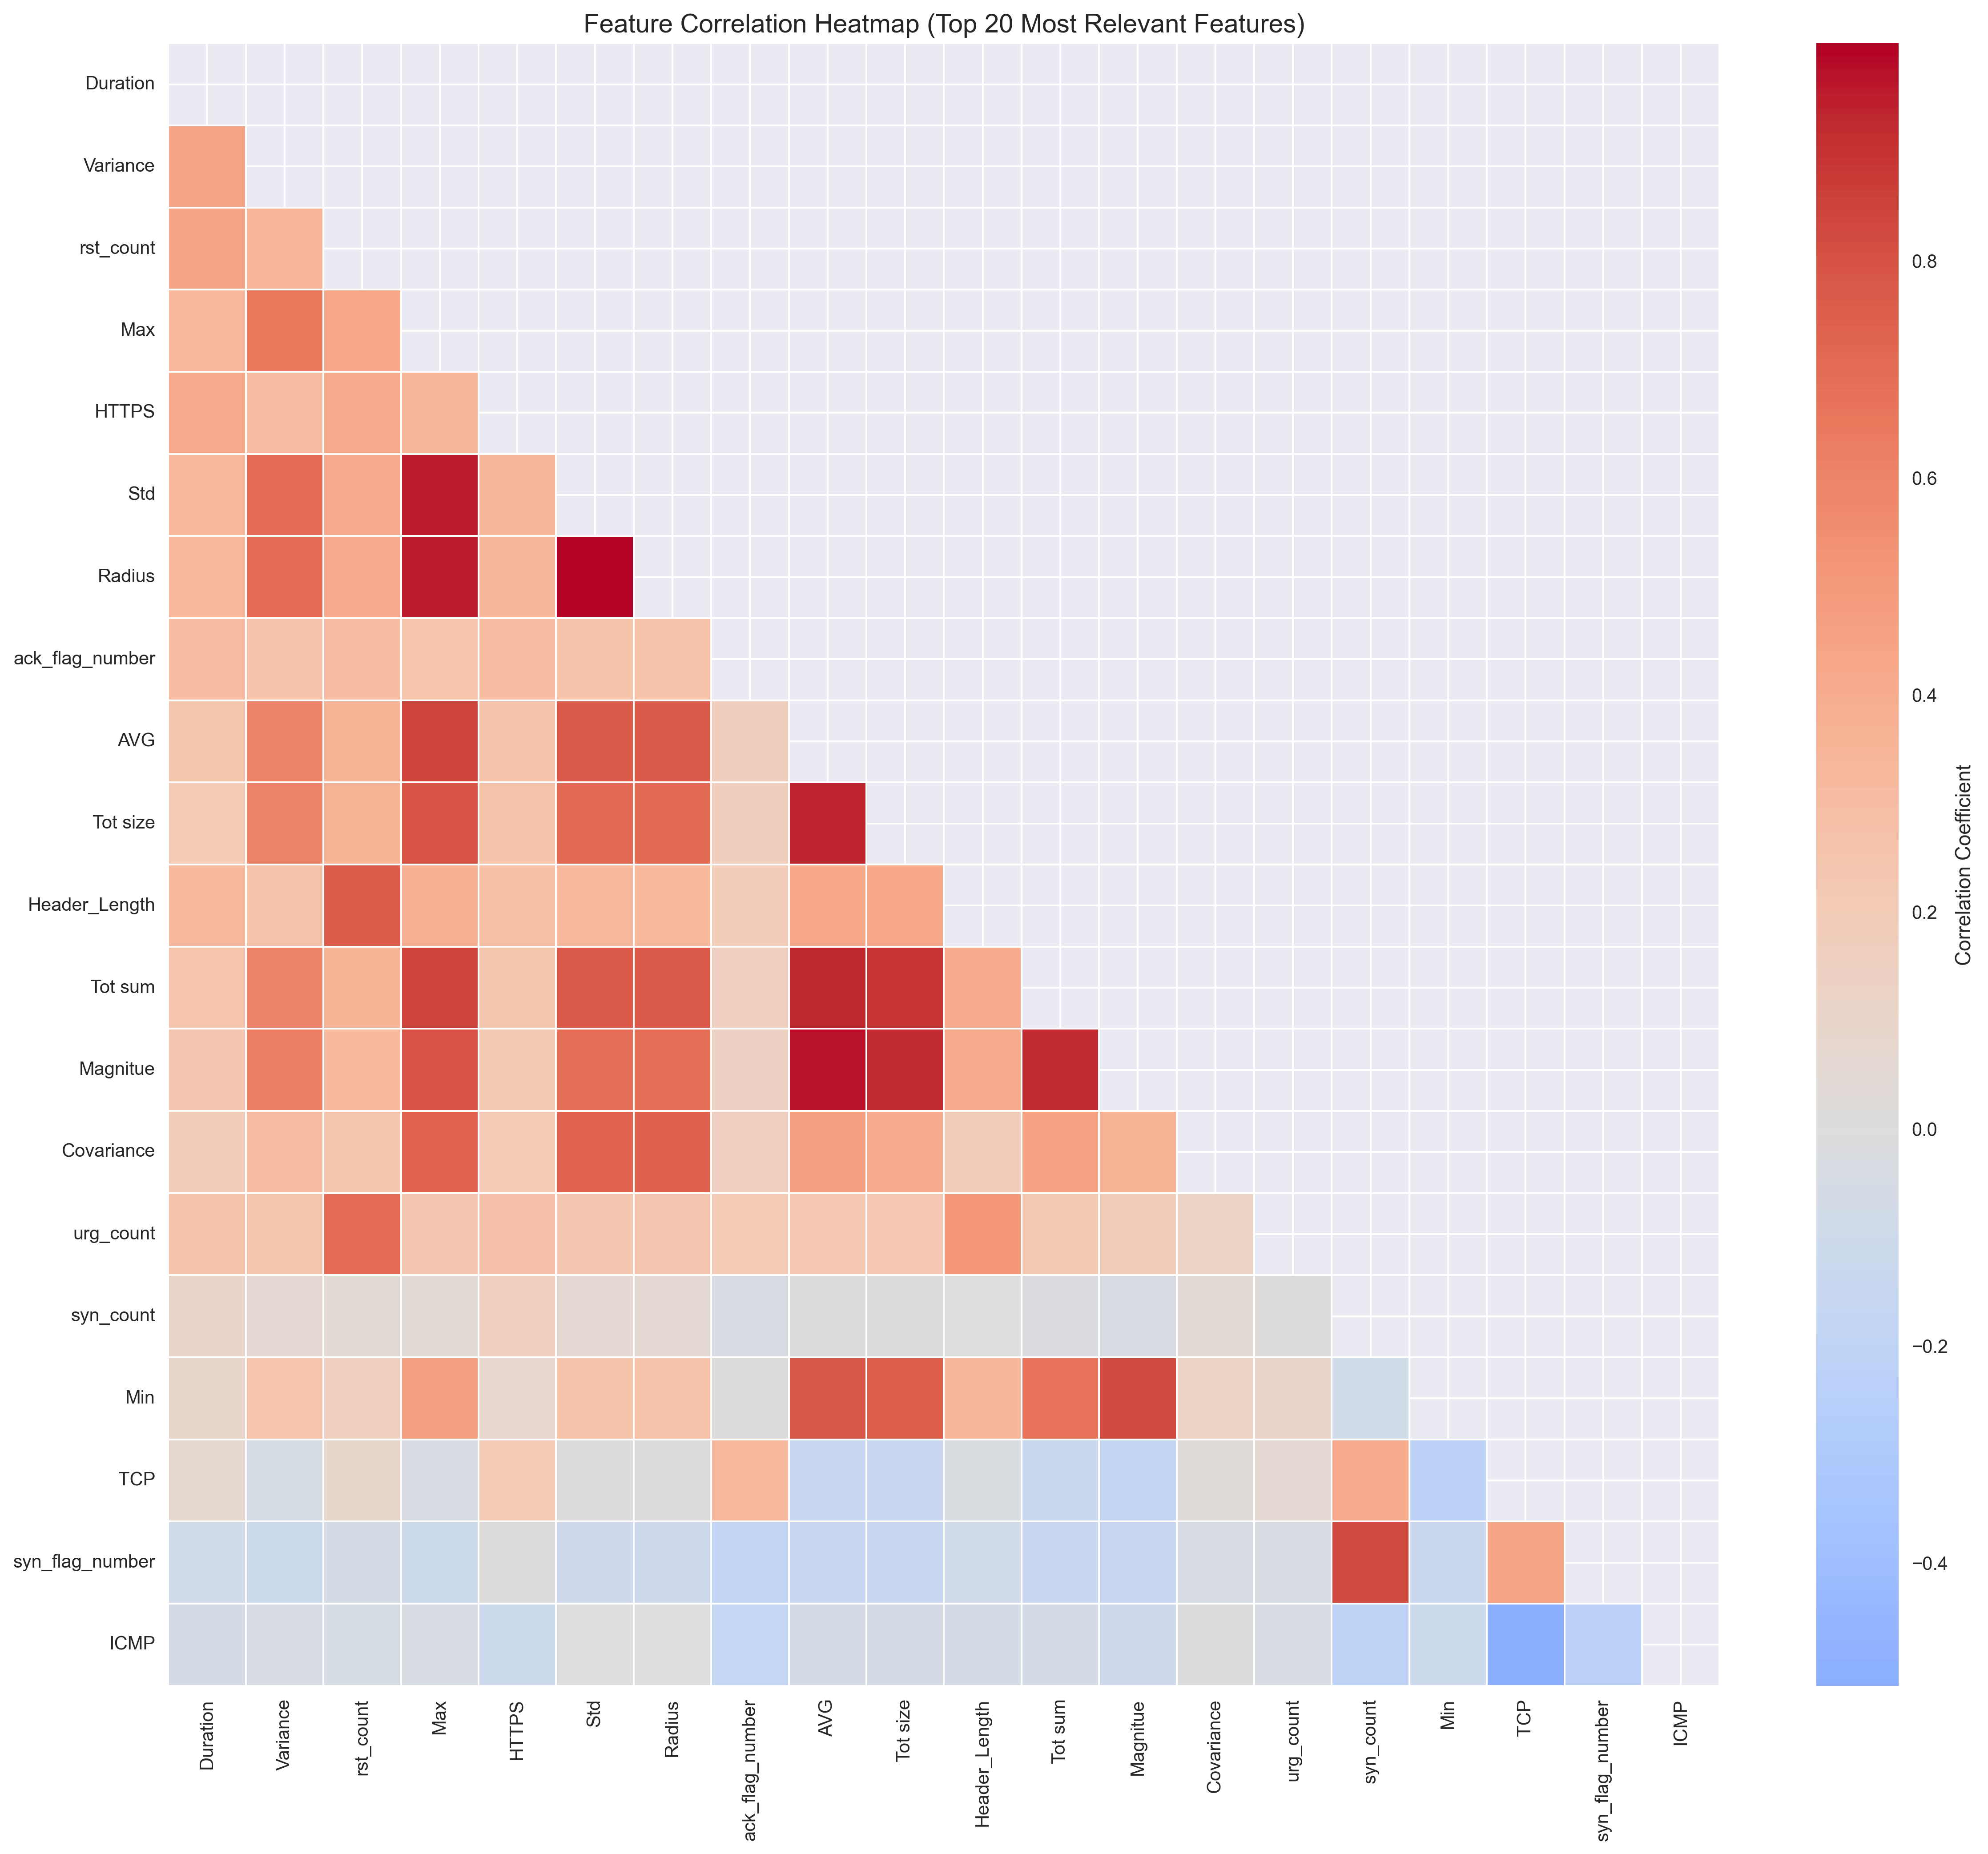 Feature Correlation Heatmap (Top 20 Most Relevant Features)
Duration
Variance
rst_count
Max
HTTPS
Std
Radius
ack_flag_number
AVG
Tot size
Header_Length
Tot sum
Magnitue
Covariance
urg_count
syn_count
Min
TCP
syn_flag_number
ICMP
Duration
Variance
rst_count
Max
HTTPS
Std
Radius
ack_flag_number
AVG
Tot size
Header_Length
Tot sum
Magnitue
Covariance
urg_count
syn_count
Min
TCP
syn_flag_number
ICMP
0.8
0.6
0.4
0.2
0.0
−0.2
−0.4
Correlation Coefficient